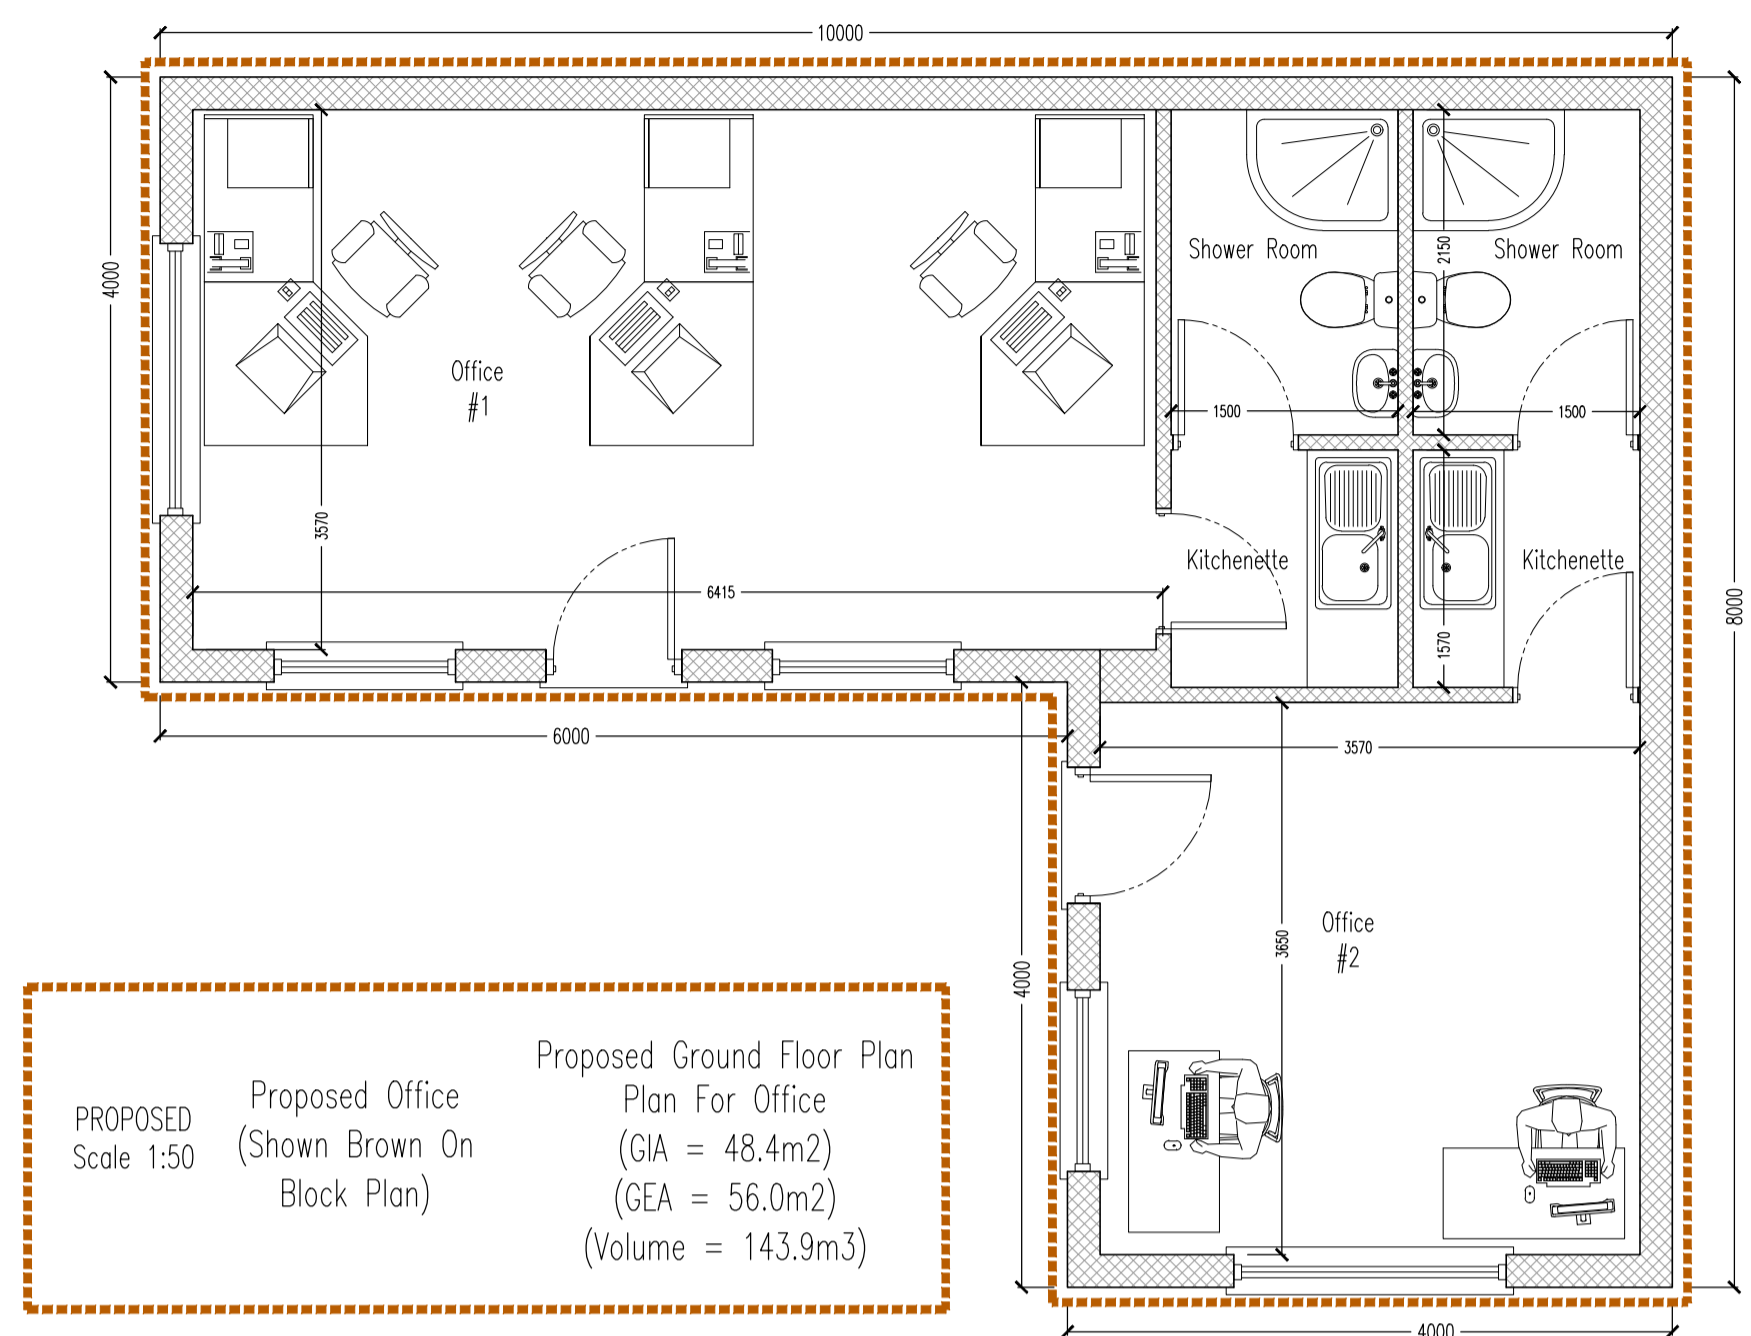 10000
4000
3570
Office
#1
6415
6000
Shower Room
Shower Room
2150
1500
1500
Kitchenette
Kitchenette
1570
8000
3570
4000
3650
Office
#2
4000
PROPOSED
Scale 1:50
Proposed Office
(Shown Brown On
Block Plan)
Proposed Ground Floor Plan
Plan For Office
(GIA = 48.4m2)
(GEA = 56.0m2)
(Volume = 143.9m3)